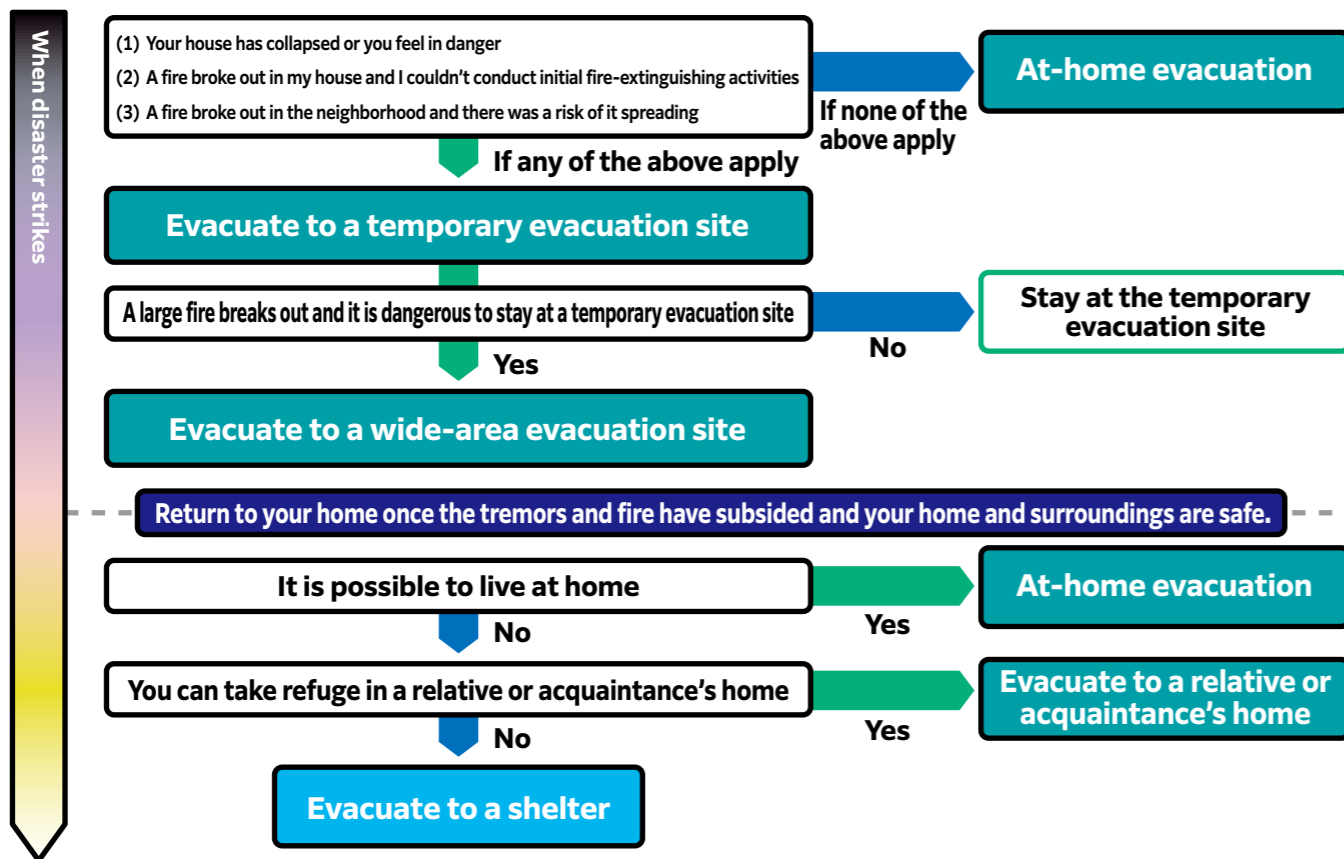 When disaster strikes
(1) Your house has collapsed or you feel in danger
(2) A fire broke out in my house and I couldn't conduct initial fire-extinguishing activities
(3) A fire broke out in the neighborhood and there was a risk of it spreading
If none of the
above apply
At-home evacuation
If any of the above apply
Evacuate to a temporary evacuation site
A large fire breaks out and it is dangerous to stay at a temporary evacuation site
No
Stay at the temporary
evacuation site
Yes
Evacuate to a wide-area evacuation site
Return to your home once the tremors and fire have subsided and your home and surroundings are safe.
It is possible to live at home
Yes
At-home evacuation
No
You can take refuge in a relative or acquaintance's home
Yes
Evacuate to a relative or
acquaintance's home
No
Evacuate to a shelter